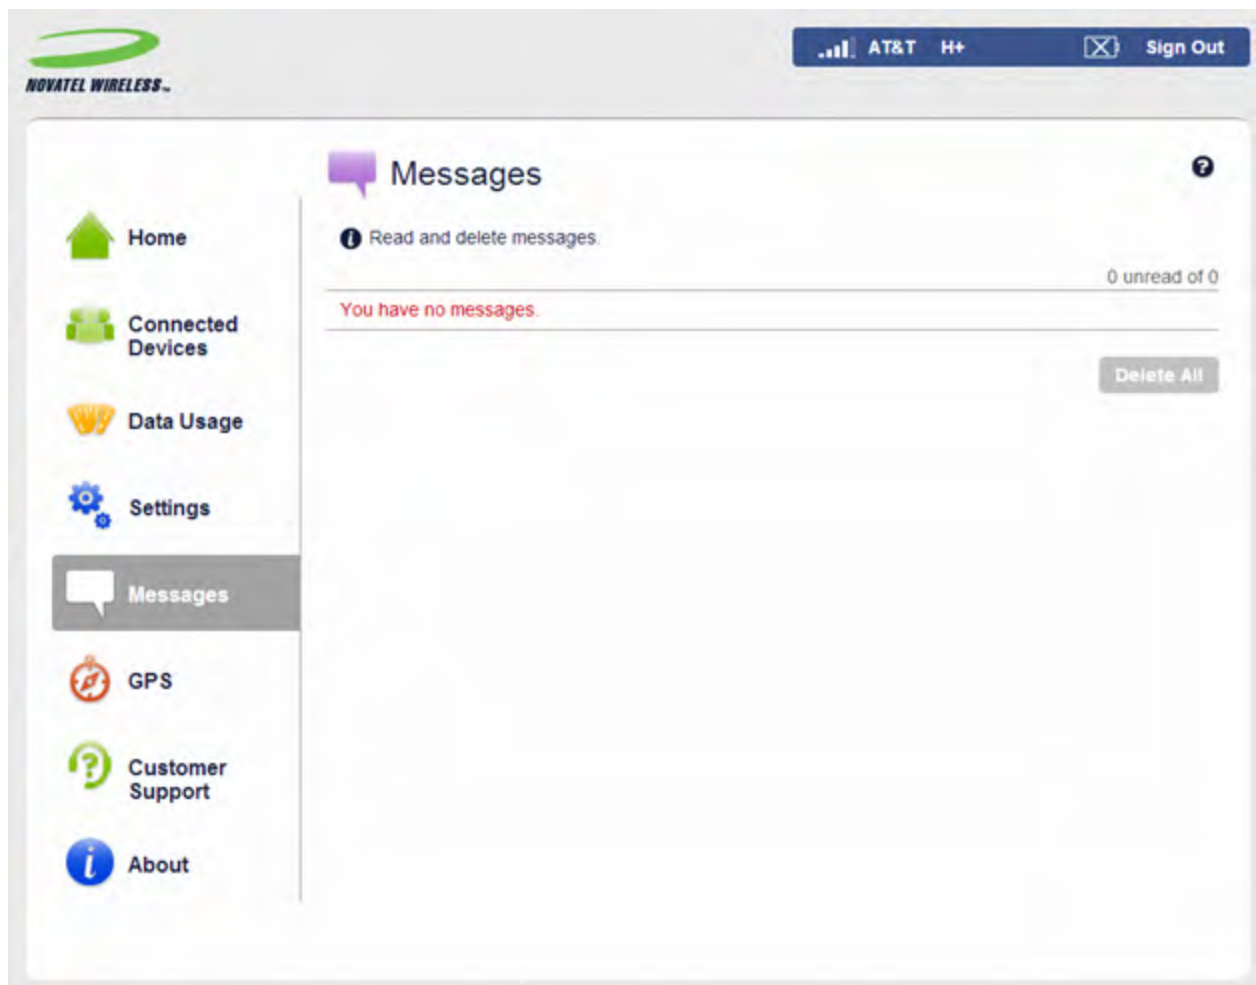 NOVATEL WIRELESS™
AT&T H+ Sign Out
Messages
Home
Read and delete messages.
0 unread of 0
You have no messages.
Connected
Devices
Delete All
Data Usage
Settings
Messages
GPS
Customer
Support
About